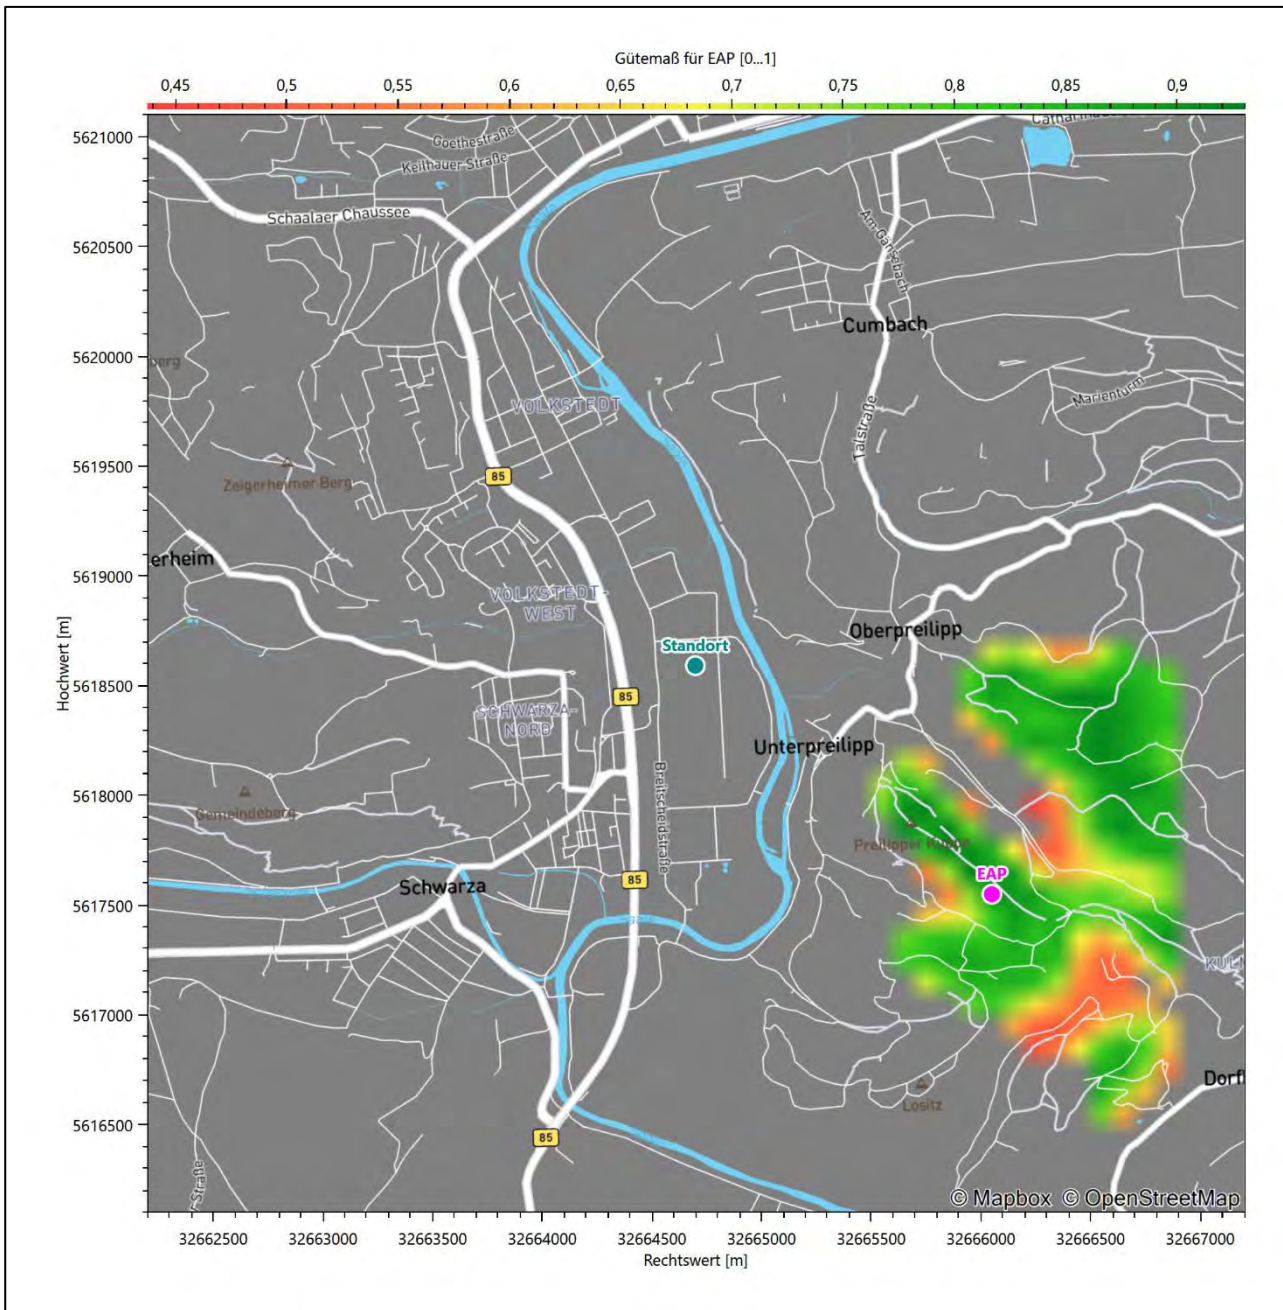 Gütemaß für EAP [0...1]
0,45 0,5 0,55 0,6 0,65 0,7 0,75 0,8 0,85 0,9
5621000
Goethestraße
Keilhauer Straße
Schaalaer Chaussee
Am Gänsebach
5620500
Cumbach
5620000
berg
Marienturm
VOLKSTEDT
Talstraße
5619500
85
Zeigerheimer Berg
erheim
5619000
VOLKSTEDT-
WEST
Oberpreilipp
Standort
Hochwert [m]
5618500
85
SCHWARZA-
NORD
Unterpreilipp
5618000
Gemeindeberg
Breitscheidstraße
Preilipper Kuppe
EAP
85
Schwarza
5617500
Saale
5617000
Dorf
Lositz
5616500
85
© Mapbox © OpenStreetMap
32662500 32663000 32663500 32664000 32664500 32665000 32665500 32666000 32666500 32667000
Rechtswert [m]